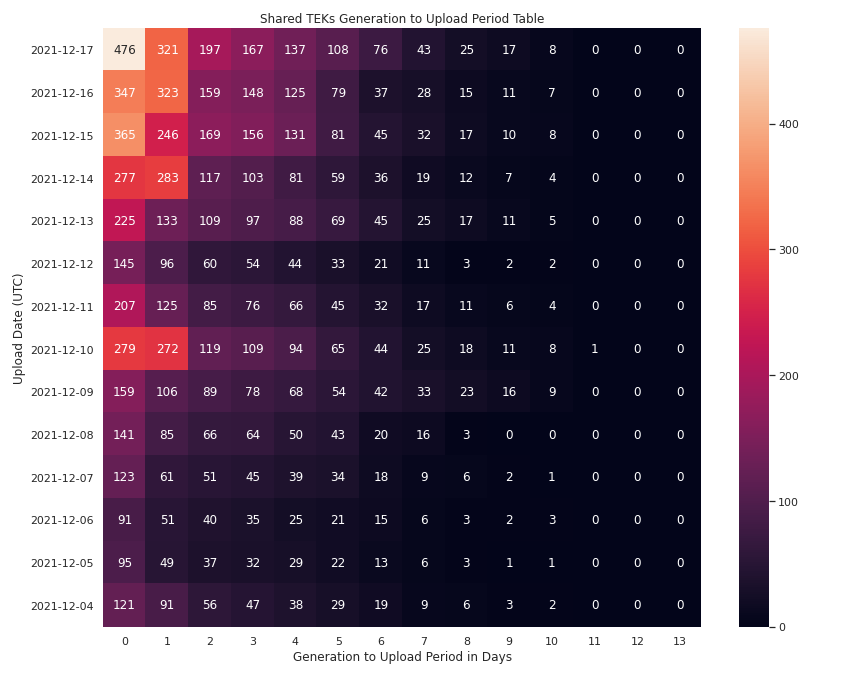 Shared TEKs Generation to Upload Period Table
Upload Date (UTC)
2021-12-17 476 321 197 167 137 108 76 43 25 17 8 0 0 0
2021-12-16 347 323 159 148 125 79 37 28 15 11 7 0 0 0
2021-12-15 365 246 169 156 131 81 45 32 17 10 8 0 0 0
2021-12-14 277 283 117 103 81 59 36 19 12 7 4 0 0 0
2021-12-13 225 133 109 97 88 69 45 25 17 11 5 0 0 0
2021-12-12 145 96 60 54 44 33 21 11 3 2 2 0 0 0
2021-12-11 207 125 85 76 66 45 32 17 11 6 4 0 0 0
2021-12-10 279 272 119 109 94 65 44 25 18 11 8 1 0 0
2021-12-09 159 106 89 78 68 54 42 33 23 16 9 0 0 0
2021-12-08 141 85 66 64 50 43 20 16 3 0 0 0 0 0
2021-12-07 123 61 51 45 39 34 18 9 6 2 1 0 0 0
2021-12-06 91 51 40 35 25 21 15 6 3 2 3 0 0 0
2021-12-05 95 49 37 32 29 22 13 6 3 1 1 0 0 0
2021-12-04 121 91 56 47 38 29 19 9 6 3 2 0 0 0
0 1 2 3 4 5 6 7 8 9 10 11 12 13
Generation to Upload Period in Days
400
300
200
100
0